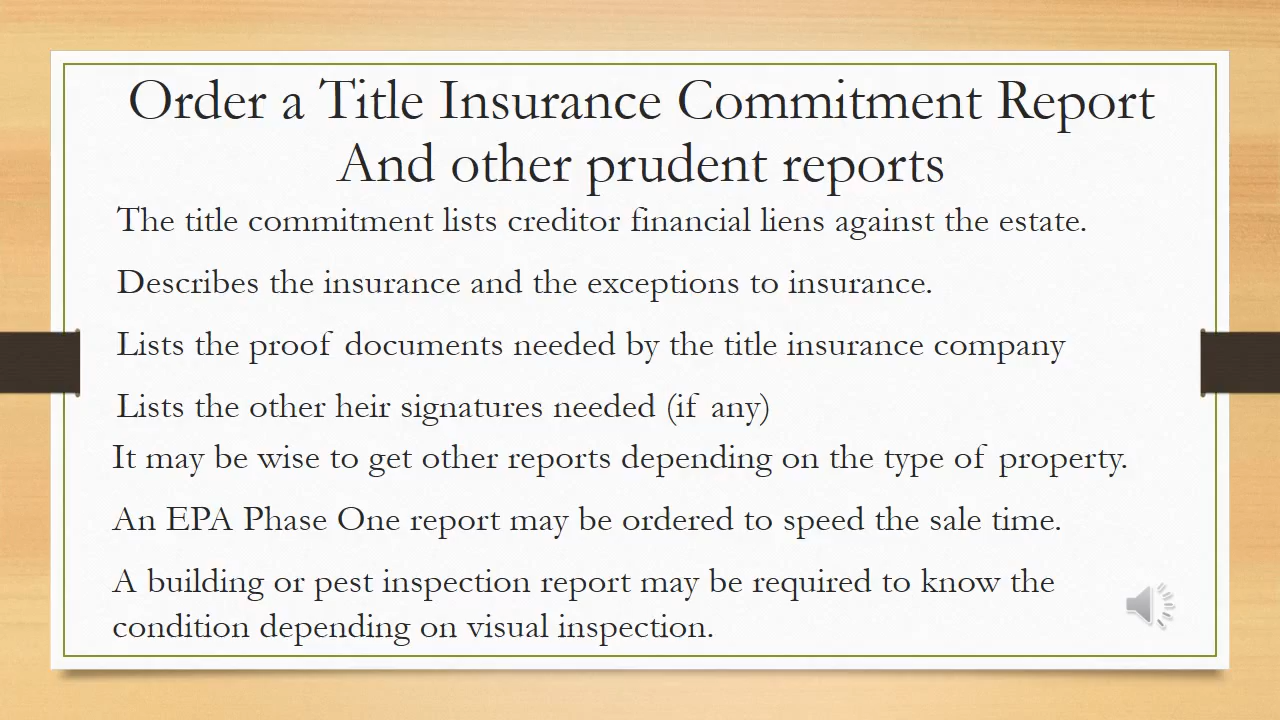 Order a Title Insurance Commitment Report
And other prudent reports
The title commitment lists creditor financial liens against the estate.
Describes the insurance and the exceptions to insurance.
Lists the proof documents needed by the title insurance company
Lists the other heir signatures needed (if any)
It may be wise to get other reports depending on the type of property.
An EPA Phase One report may be ordered to speed the sale time.
A building or pest inspection report may be required to know the
condition depending on visual inspection.